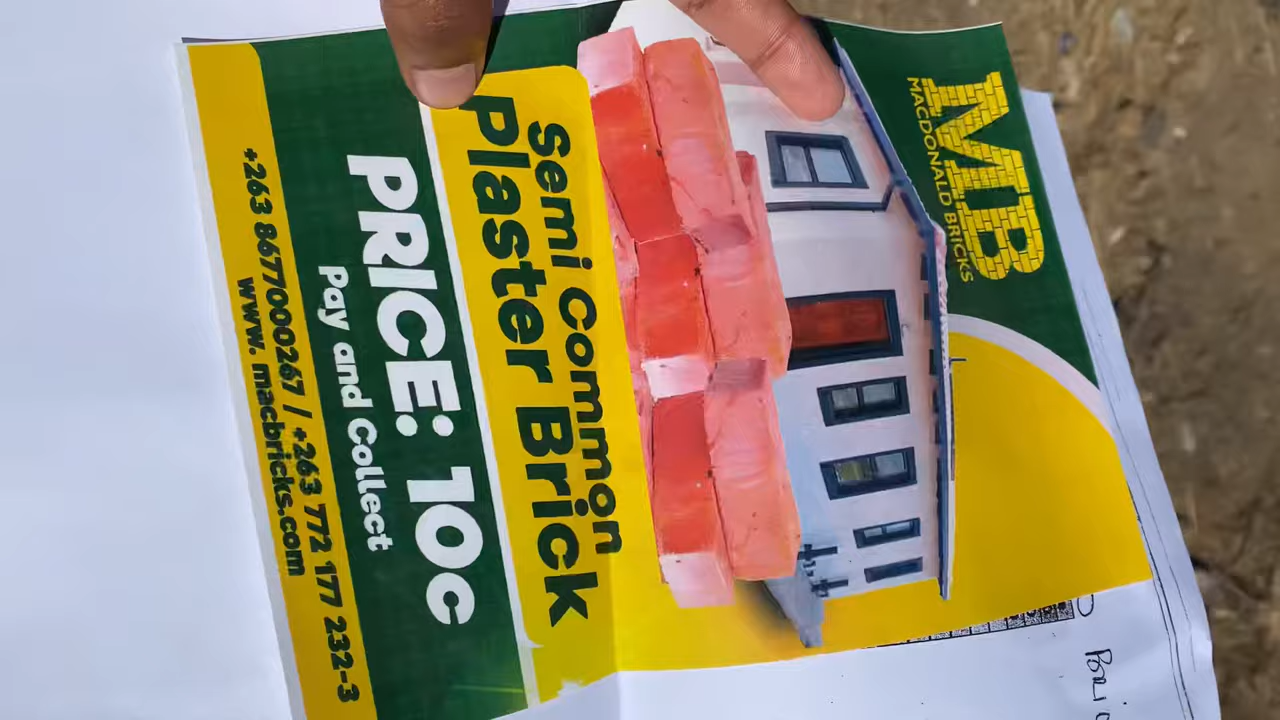 MB
MACDONALD BRICKS
Semi Common
Plaster Brick
PRICE: 10c
Pay and Collect
+263 8677000267 / +263 772 177 232-3
www. macbricks.com